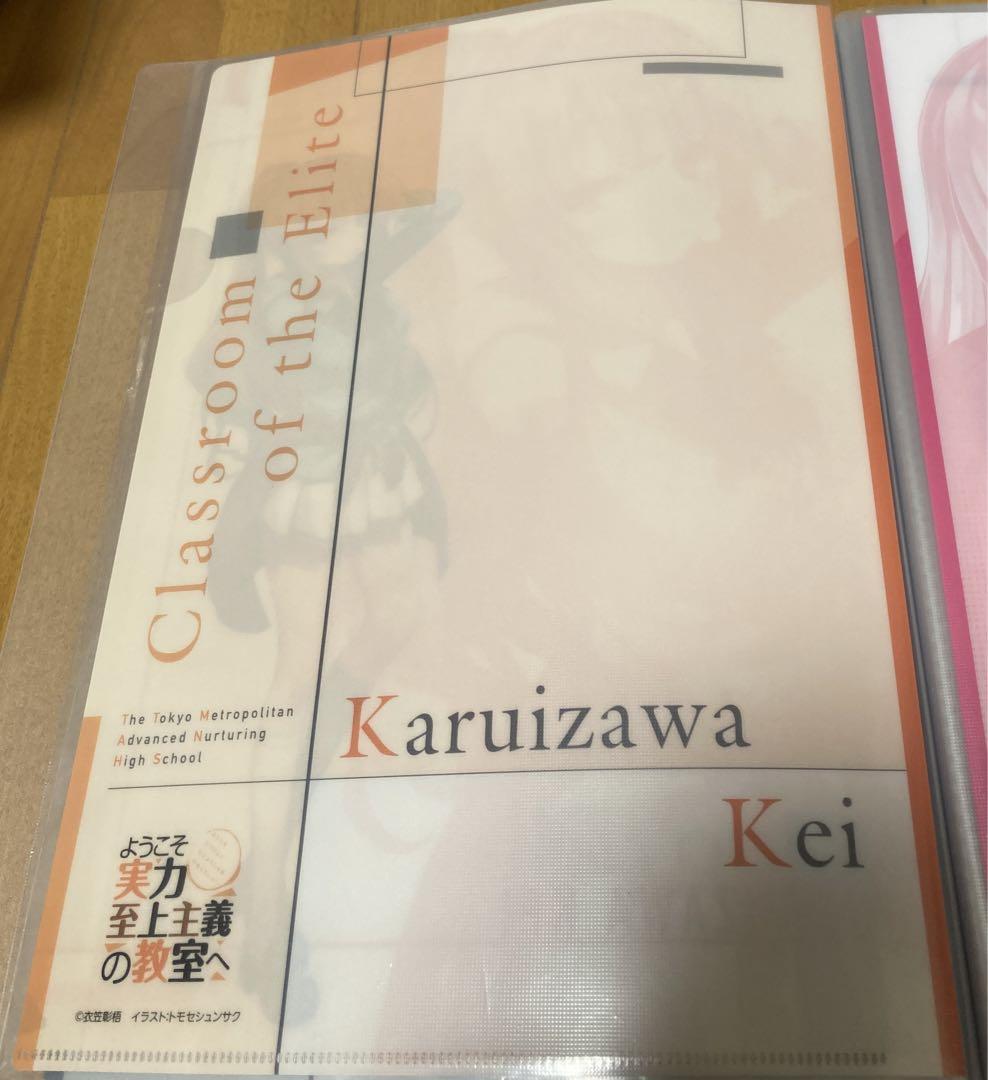 Classroom
of the Elite
The Tokyo Metropolitan
Advanced Nurturing
High School
Karuizawa
Kei
ようこそ
実力
至上主義
の教室へ
©衣笠彰梧 イラスト:トモセシュンサク